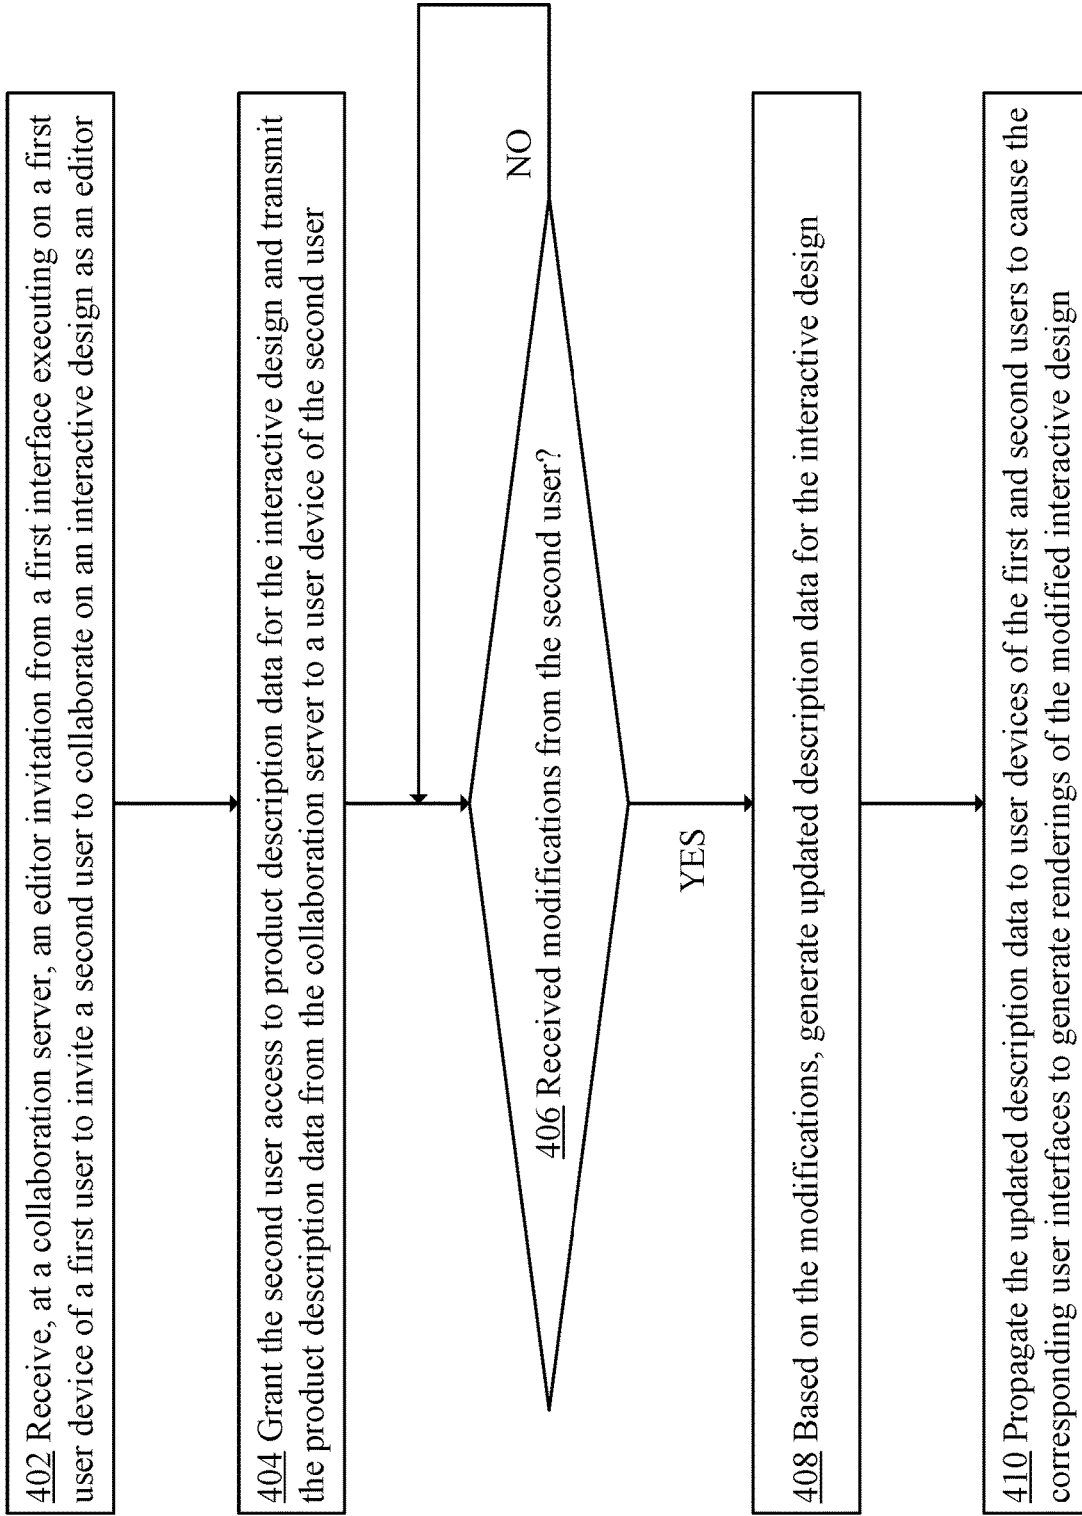 402 Receive, at a collaboration server, an editor invitation from a first interface executing on a first
user device of a first user to invite a second user to collaborate on an interactive design as an editor
404 Grant the second user access to product description data for the interactive design and transmit
the product description data from the collaboration server to a user device of the second user
406 Received modifications from the second user?
NO
YES
408 Based on the modifications, generate updated description data for the interactive design
410 Propagate the updated description data to user devices of the first and second users to cause the
corresponding user interfaces to generate renderings of the modified interactive design